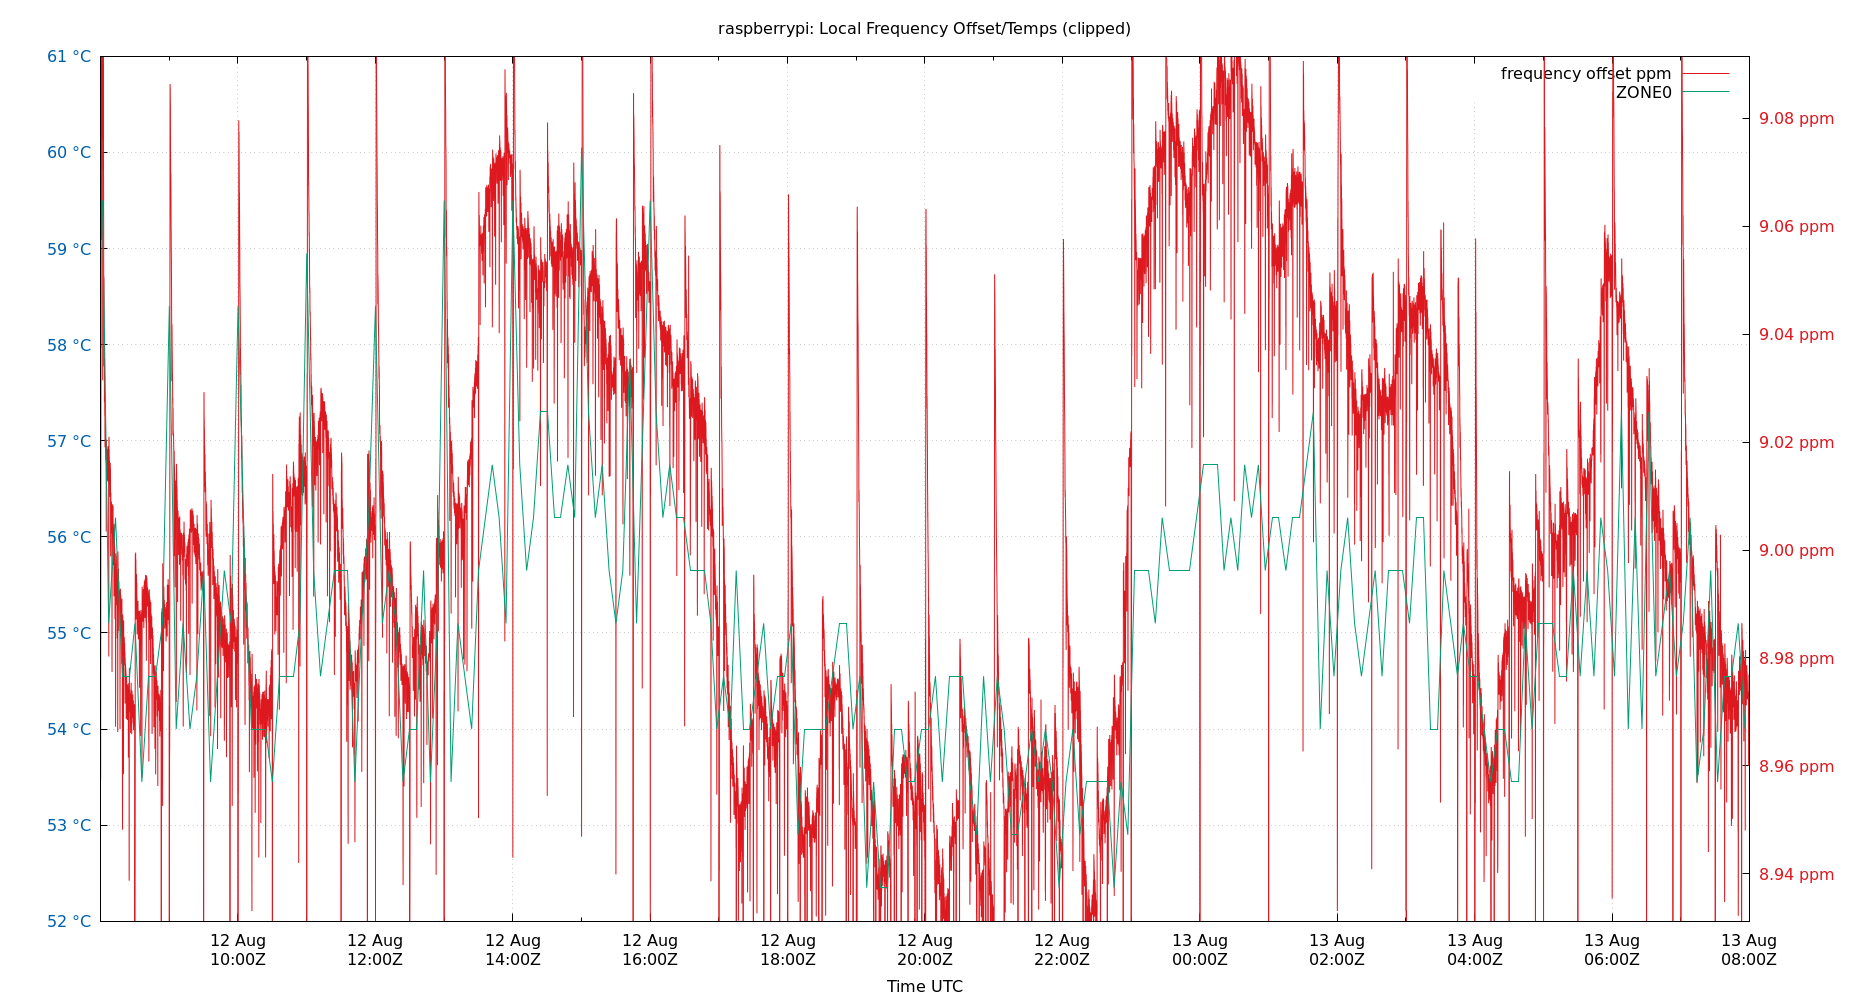 raspberrypi: Local Frequency Offset/Temps (clipped)
61 °C
60 °C
59 °C
58 °C
57 °C
56 °C
55 °C
54 °C
53 °C
52 °C
frequency offset ppm
ZONE0
9.08 ppm
9.06 ppm
9.04 ppm
9.02 ppm
9.00 ppm
8.98 ppm
8.96 ppm
8.94 ppm
12 Aug 12 Aug 12 Aug 12 Aug 12 Aug 12 Aug 12 Aug 13 Aug 13 Aug 13 Aug 13 Aug 13 Aug
10:00Z 12:00Z 14:00Z 16:00Z 18:00Z 20:00Z 22:00Z 00:00Z 02:00Z 04:00Z 06:00Z 08:00Z
Time UTC